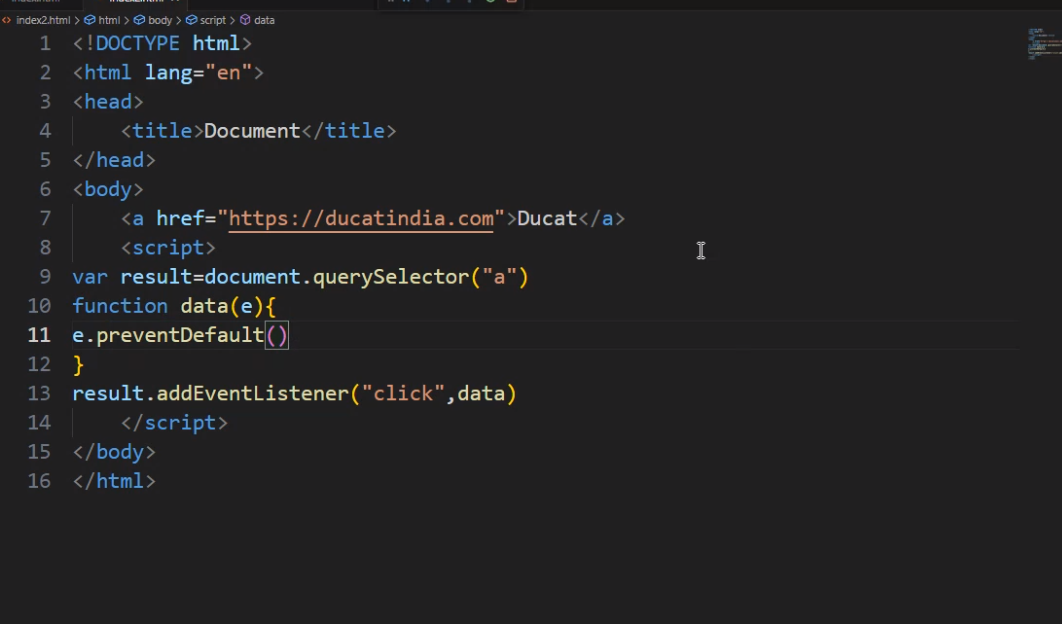 index2.html > html > body > script > data
1 <!DOCTYPE html>
2 <html lang="en">
3 <head>
4     <title>Document</title>
5 </head>
6 <body>
7     <a href="https://ducatindia.com">Ducat</a>
8     <script>
9 var result=document.querySelector("a")
10 function data(e){
11 e.preventDefault()
12 }
13 result.addEventListener("click",data)
14     </script>
15 </body>
16 </html>